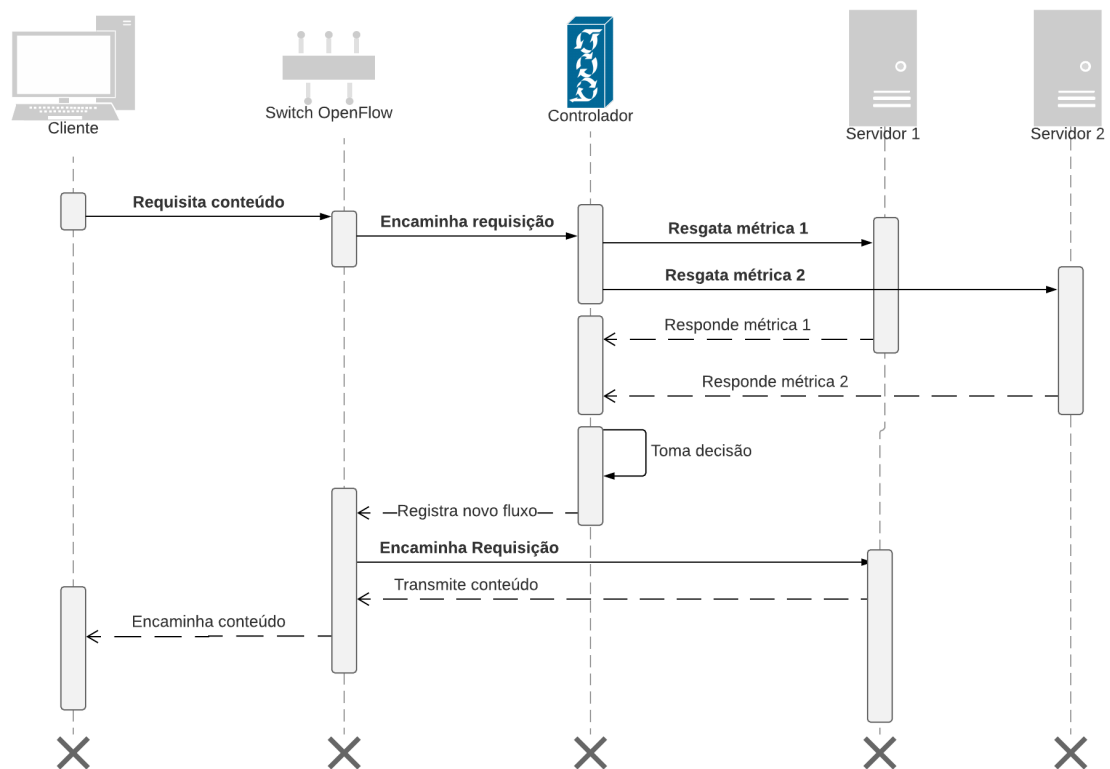 Cliente
Switch OpenFlow
Controlador
Servidor 1
Servidor 2
Requisita conteúdo
Encaminha requisição
Resgata métrica 1
Resgata métrica 2
Responde métrica 1
Responde métrica 2
Toma decisão
Registra novo fluxo
Encaminha Requisição
Transmite conteúdo
Encaminha conteúdo